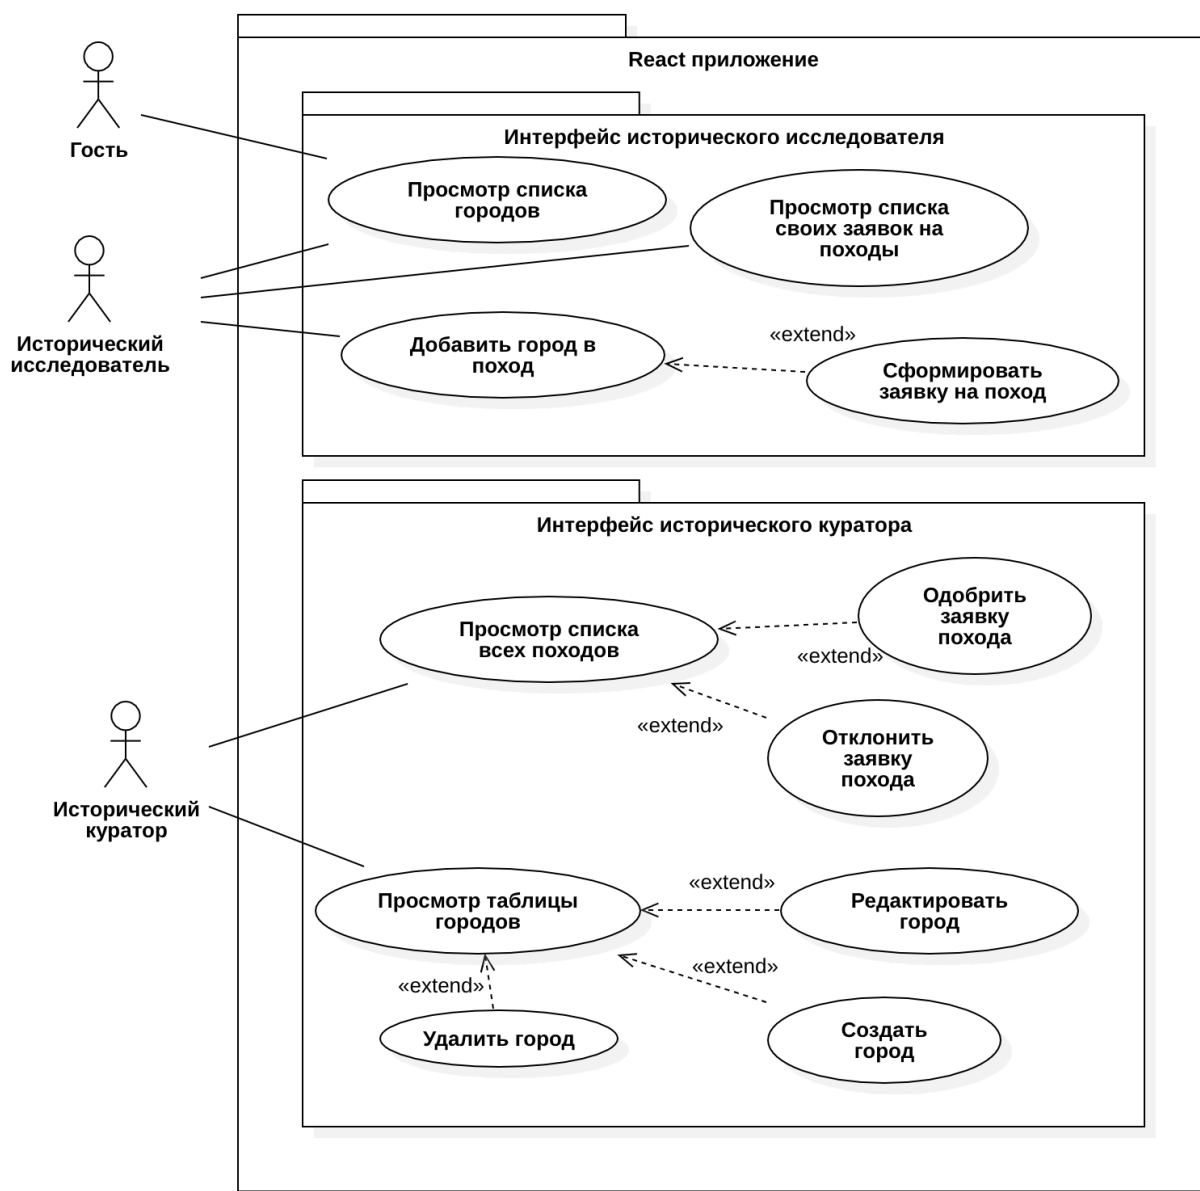 React приложение
Гость
Интерфейс исторического исследователя
Просмотр списка
городов
Просмотр списка
своих заявок на
походы
Исторический
исследователь
Добавить город в
поход
«extend»
Сформировать
заявку на поход
Интерфейс исторического куратора
Просмотр списка
всех походов
Одобрить
заявку
похода
«extend»
«extend»
Отклонить
заявку
похода
Исторический
куратор
Просмотр таблицы
городов
«extend»
Редактировать
город
«extend»
«extend»
Удалить город
Создать
город